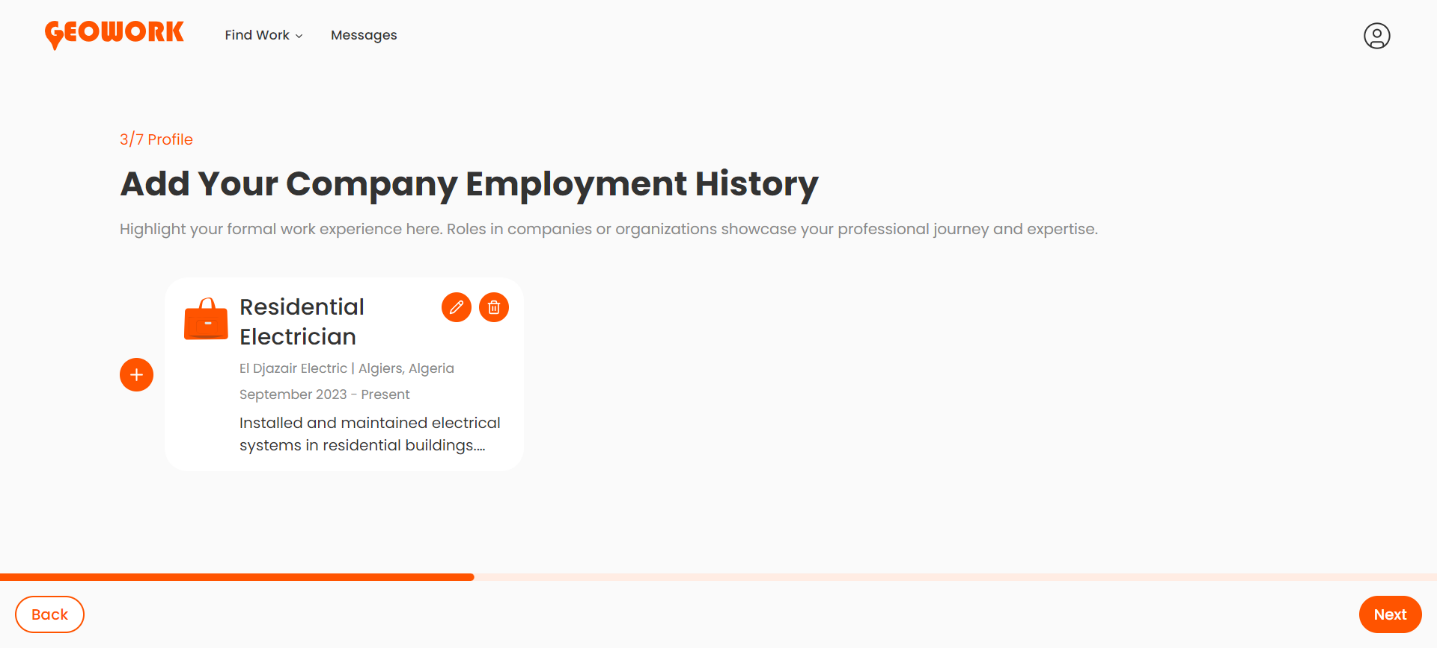 GEOWORK
Find Work
Messages
3/7 Profile
Add Your Company Employment History
Highlight your formal work experience here. Roles in companies or organizations showcase your professional journey and expertise.
Residential
Electrician
El Djazair Electric | Algiers, Algeria
September 2023 - Present
Installed and maintained electrical
systems in residential buildings....
Back
Next